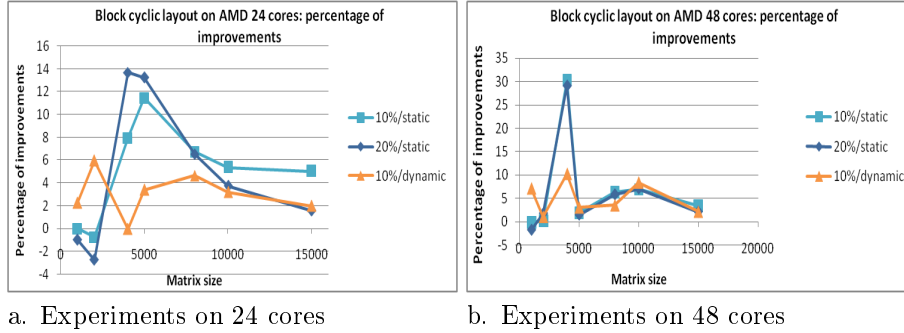 Block cyclic layout on AMD 24 cores: percentage of
improvements
Percentage of improvements
16
14
12
10
8
6
4
2
0
-2
-4
0
5000
10000
15000
Matrix size
10%/static
20%/static
10%/dynamic
a. Experiments on 24 cores
Block cyclic layout on AMD 48 cores: percentage of
improvements
Percentage of improvements
35
30
25
20
15
10
5
0
-5
0
5000
10000
15000
20000
Matrix size
10%/static
20%/static
10%/dynamic
b. Experiments on 48 cores